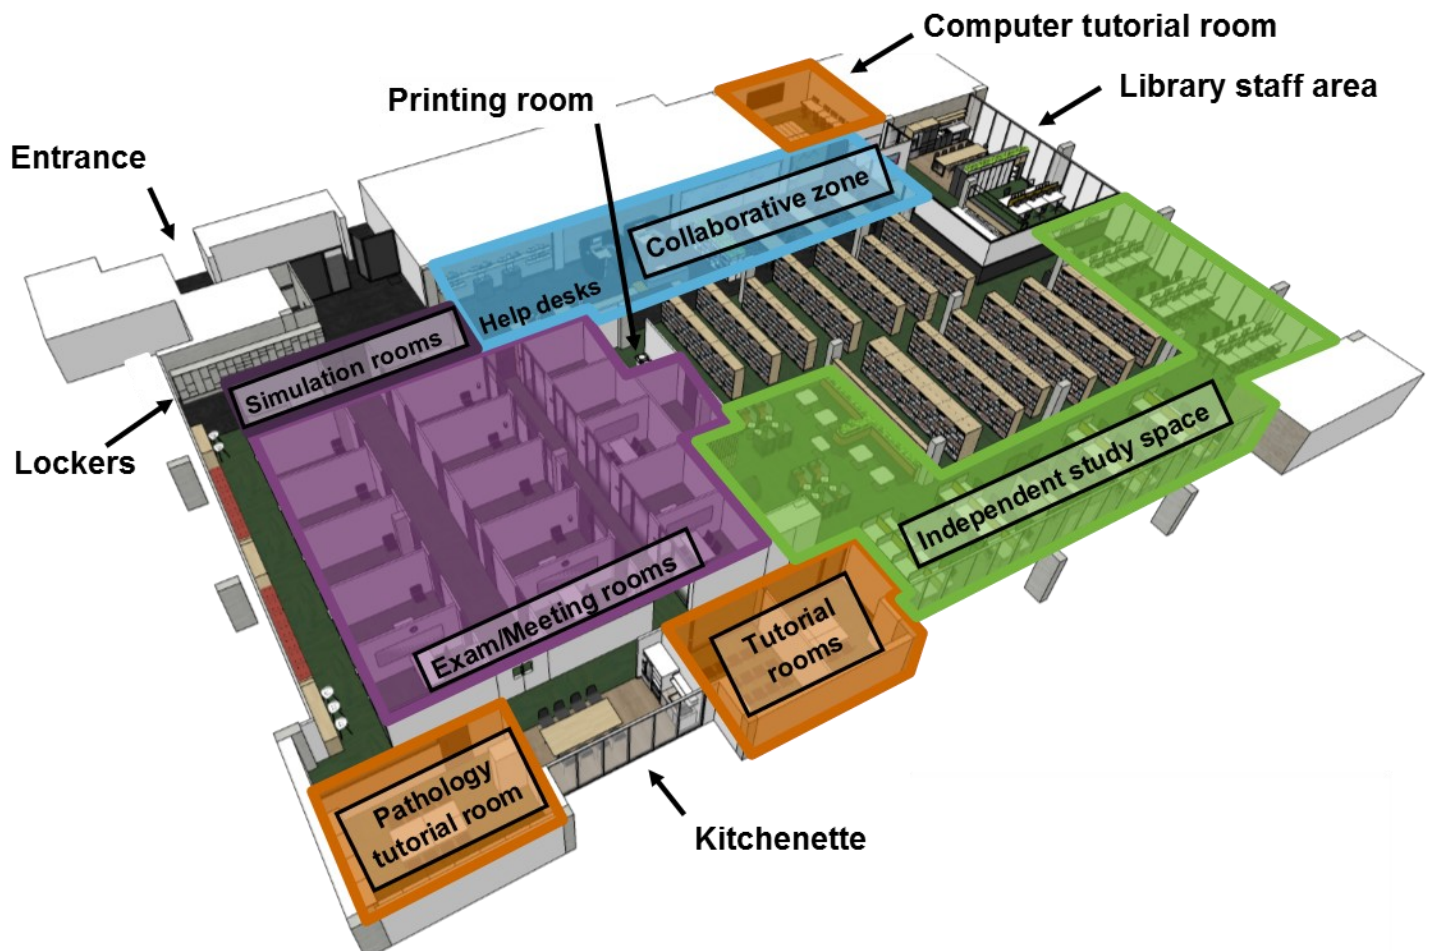 Computer tutorial room
Library staff area
Printing room
Entrance
Collaborative zone
Help desks
Simulation rooms
Lockers
Independent study space
Exam/Meeting rooms
Tutorial
rooms
Pathology
tutorial room
Kitchenette